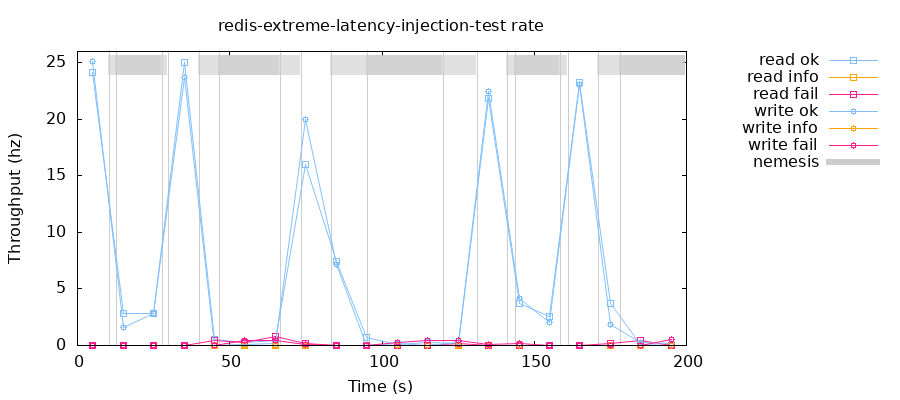 redis-extreme-latency-injection-test rate
Throughput (hz)
25
20
15
10
5
0
0 50 100 150 200
Time (s)
read ok
read info
read fail
write ok
write info
write fail
nemesis